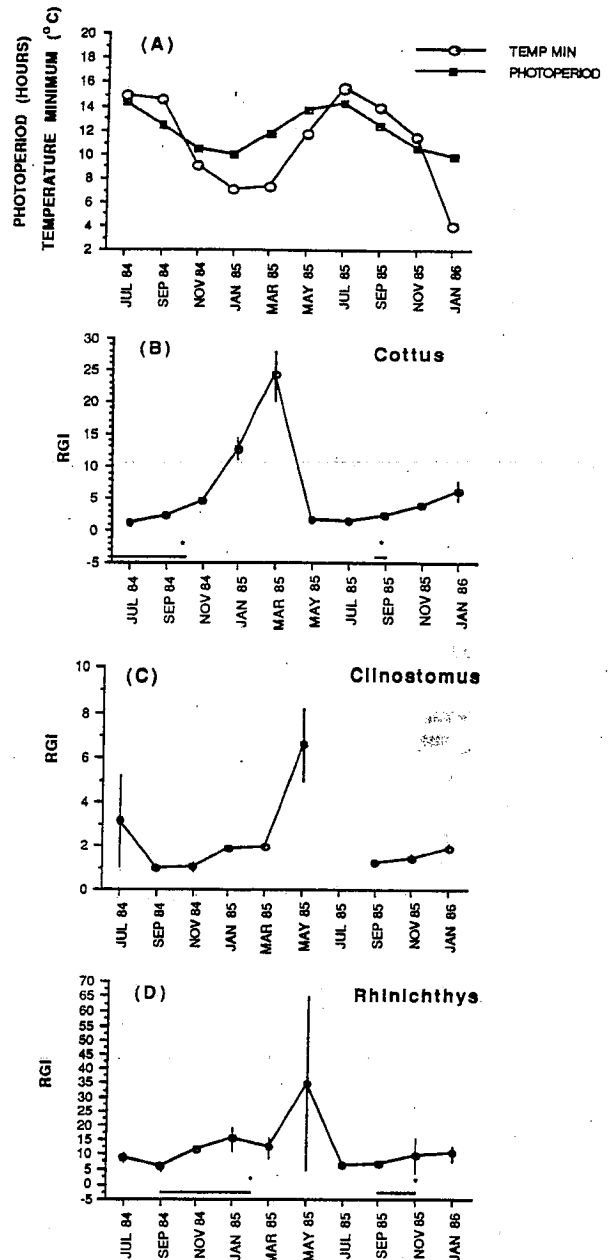 (A)
TEMP MIN
PHOTOPERIOD
PHOTOPERIOD (HOURS)
TEMPERATURE MINIMUM (°C)
20
18
16
14
12
10
8
6
4
2
JUL 84
SEP 84
NOV 84
JAN 85
MAR 85
MAY 85
JUL 85
SEP 85
NOV 85
JAN 86
(B)
Cottus
RGI
30
25
20
15
10
5
0
-5
*
*
JUL 84
SEP 84
NOV 84
JAN 85
MAR 85
MAY 85
JUL 85
SEP 85
NOV 85
JAN 86
(C)
Clinostomus
RGI
10
8
6
4
2
0
JUL 84
SEP 84
NOV 84
JAN 85
MAR 85
MAY 85
JUL 85
SEP 85
NOV 85
JAN 86
(D)
Rhinichthys
RGI
70
65
60
55
50
45
40
35
30
25
20
15
10
5
0
-5
*
*
JUL 84
SEP 84
NOV 84
JAN 85
MAR 85
MAY 85
JUL 85
SEP 85
NOV 85
JAN 86